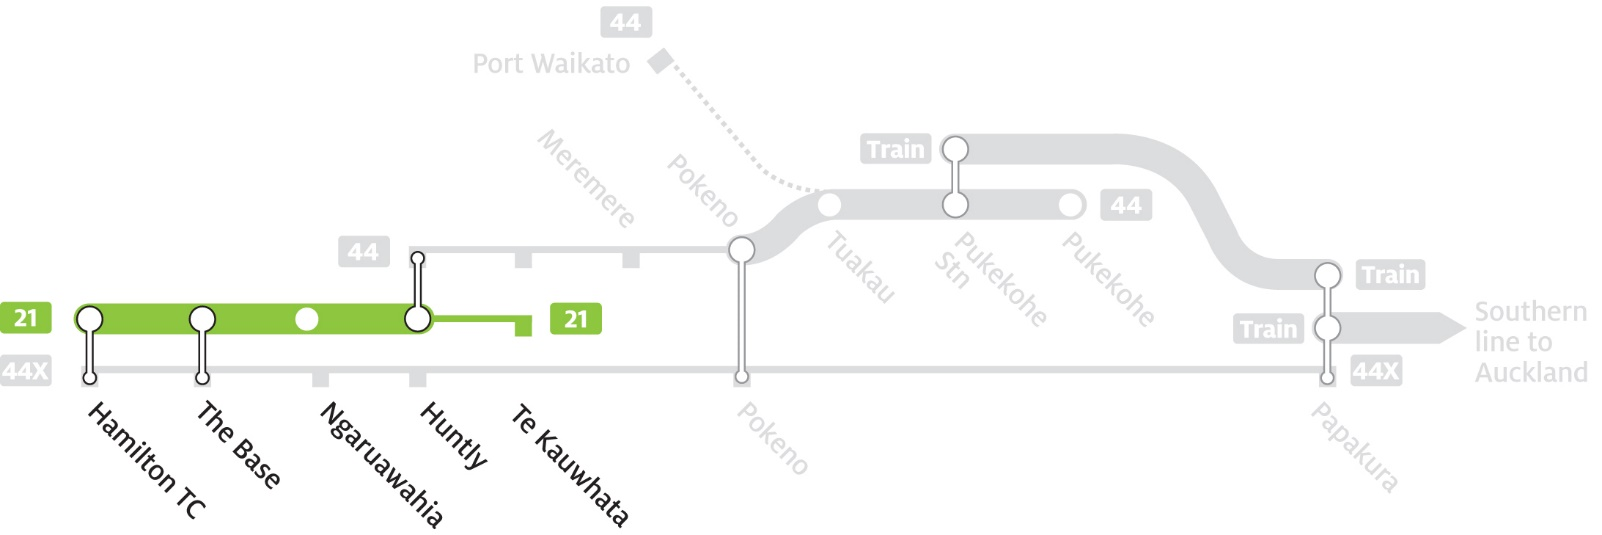 44
Port Waikato
Meremere
Pokeno
Train
44
44
Tuakau
Pukekohe
Stn
Pukekohe
Train
21
21
Train
Southern
line to
Auckland
44X
44X
Hamilton TC
The Base
Ngaruawahia
Huntly
Te Kauwhata
Pokeno
Papakura